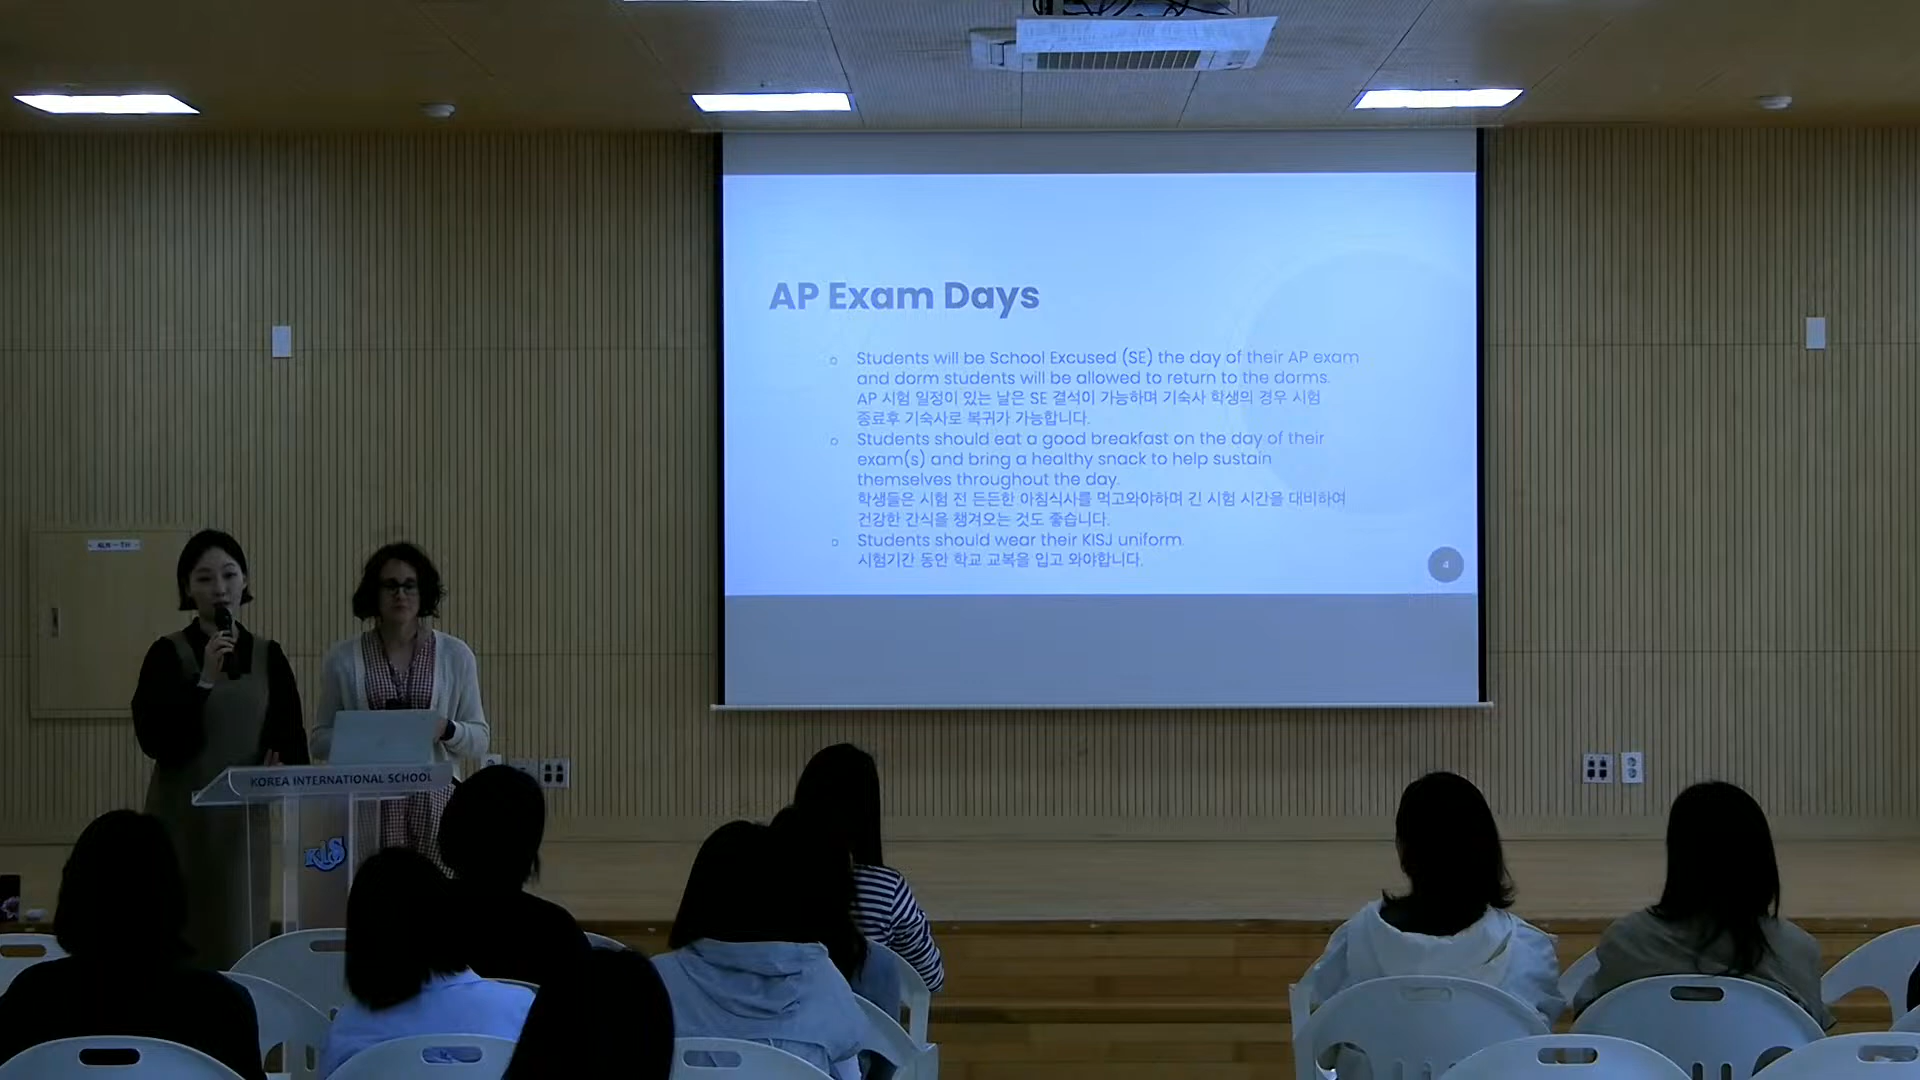 AP Exam Days
Students will be School Excused (SE) the day of their AP exam
and dorm students will be allowed to return to the dorms.
AP 시험 일정이 있는 날은 SE 결석이 가능하며 기숙사 학생의 경우 시험
종료후 기숙사로 복귀가 가능합니다.
Students should eat a good breakfast on the day of their
exam(s) and bring a healthy snack to help sustain
themselves throughout the day.
학생들은 시험 전 든든한 아침식사를 먹고와야하며 긴 시험 시간을 대비하여
건강한 간식을 챙겨오는 것도 좋습니다.
Students should wear their KISJ uniform.
시험기간 동안 학교 교복을 입고 와야합니다.
4
KOREA INTERNATIONAL SCHOOL
KIS